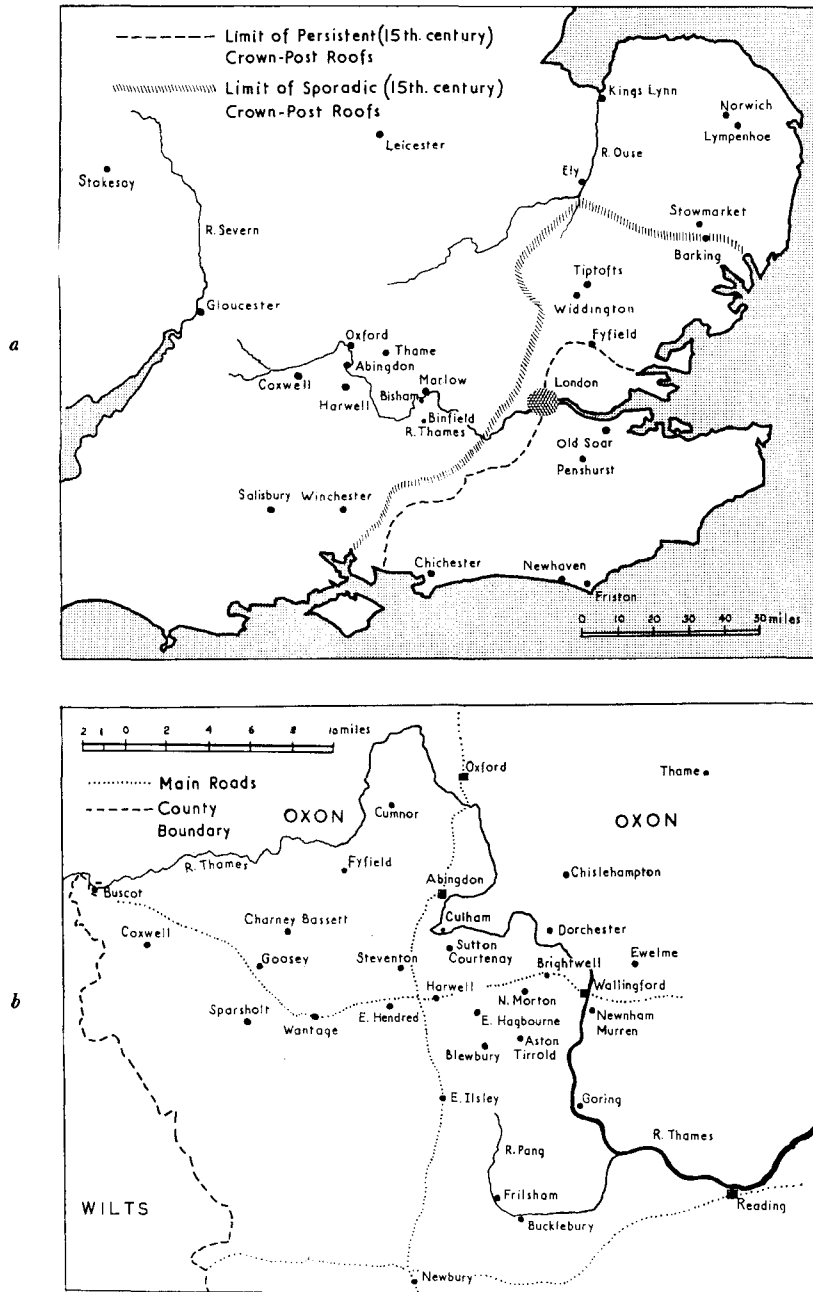 Limit of Persistent (15th. century)
Crown-Post Roofs
Limit of Sporadic (15th. century)
Crown-Post Roofs
Kings Lynn
Norwich
Lympenhoe
Leicester
R. Ouse
Stokesay
Ely
R. Severn
Stowmarket
Barking
Tiptofts
Widdington
Gloucester
Fyfield
a
Oxford
Thame
Abingdon
Coxwell
Marlow
London
Harwell
Bisham
Binfield
R. Thames
Old Soar
Penshurst
Salisbury
Winchester
Chichester
Newhaven
Friston
0 10 20 30 40 50 miles
2 1 0 2 4 6 8 10 miles
Oxford
Thame
Main Roads
County
Boundary
OXON
Cumnor
OXON
R. Thames
Fyfield
Chislehampton
Buscot
Abingdon
Charney Bassett
Culham
Dorchester
Coxwell
Goosey
Steventon
Sutton
Courtenay
Ewelme
Brightwell
b
Harwell
Wallingford
Sparsholt
Wantage
E. Hendred
N. Morton
Newnham
Murren
E. Hagbourne
Blewbury
Aston
Tirrold
E. Ilsley
Goring
R. Pang
R. Thames
WILTS
Frilsham
Reading
Bucklebury
Newbury